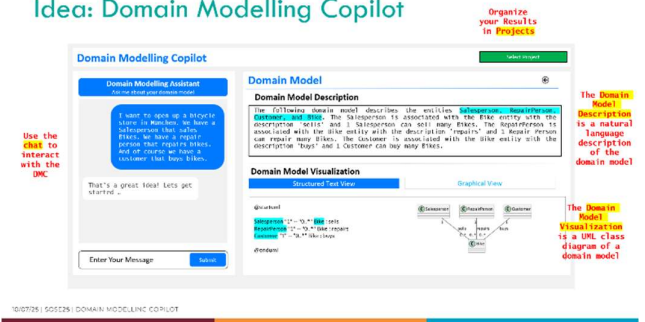 Idea: Domain Modelling Copilot
Organize
your Results
in Projects
Domain Modelling Copilot
Select Project
Domain Modelling Assistant
Ask me about your domain model
I want to open up a bicycle
store in Munchen. We have a
Salesperson that sales
Bikes. We have a repair
person that repairs bikes.
And of course we have a
customer that buys bikes.
That's a great idea! Lets get
started …
Enter Your Message
Submit
Use the
chat to
interact
with the
DMC
Domain Model
Domain Model Description
The following domain model describes the entities Salesperson, RepairPerson,
Customer, and Bike. The Salesperson is associated with the Bike entity with the
description 'sells' and 1 Salesperson can sell many Bikes. The RepairPerson is
associated with the Bike entity with the description 'repairs' and 1 Repair Person
can repair many Bikes. The Customer is associated with the Bike entity with the
description 'buys' and 1 Customer can buy many Bikes.
Domain Model Visualization
Structured Text View
Graphical View
@startuml
Salesperson "1" -- "0..*" Bike : sells
RepairPerson "1" -- "0..*" Bike : repairs
Customer "1" -- "0..*" Bike : buys
@enduml
Salesperson
RepairPerson
Customer
sells
repairs
buys
Bike
The Domain
Model
Description
is a natural
language
description
of the
domain model
The Domain
Model
Visualization
is a UML class
diagram of a
domain model
10/07/25 | SOSE25 | DOMAIN MODELLING COPILOT